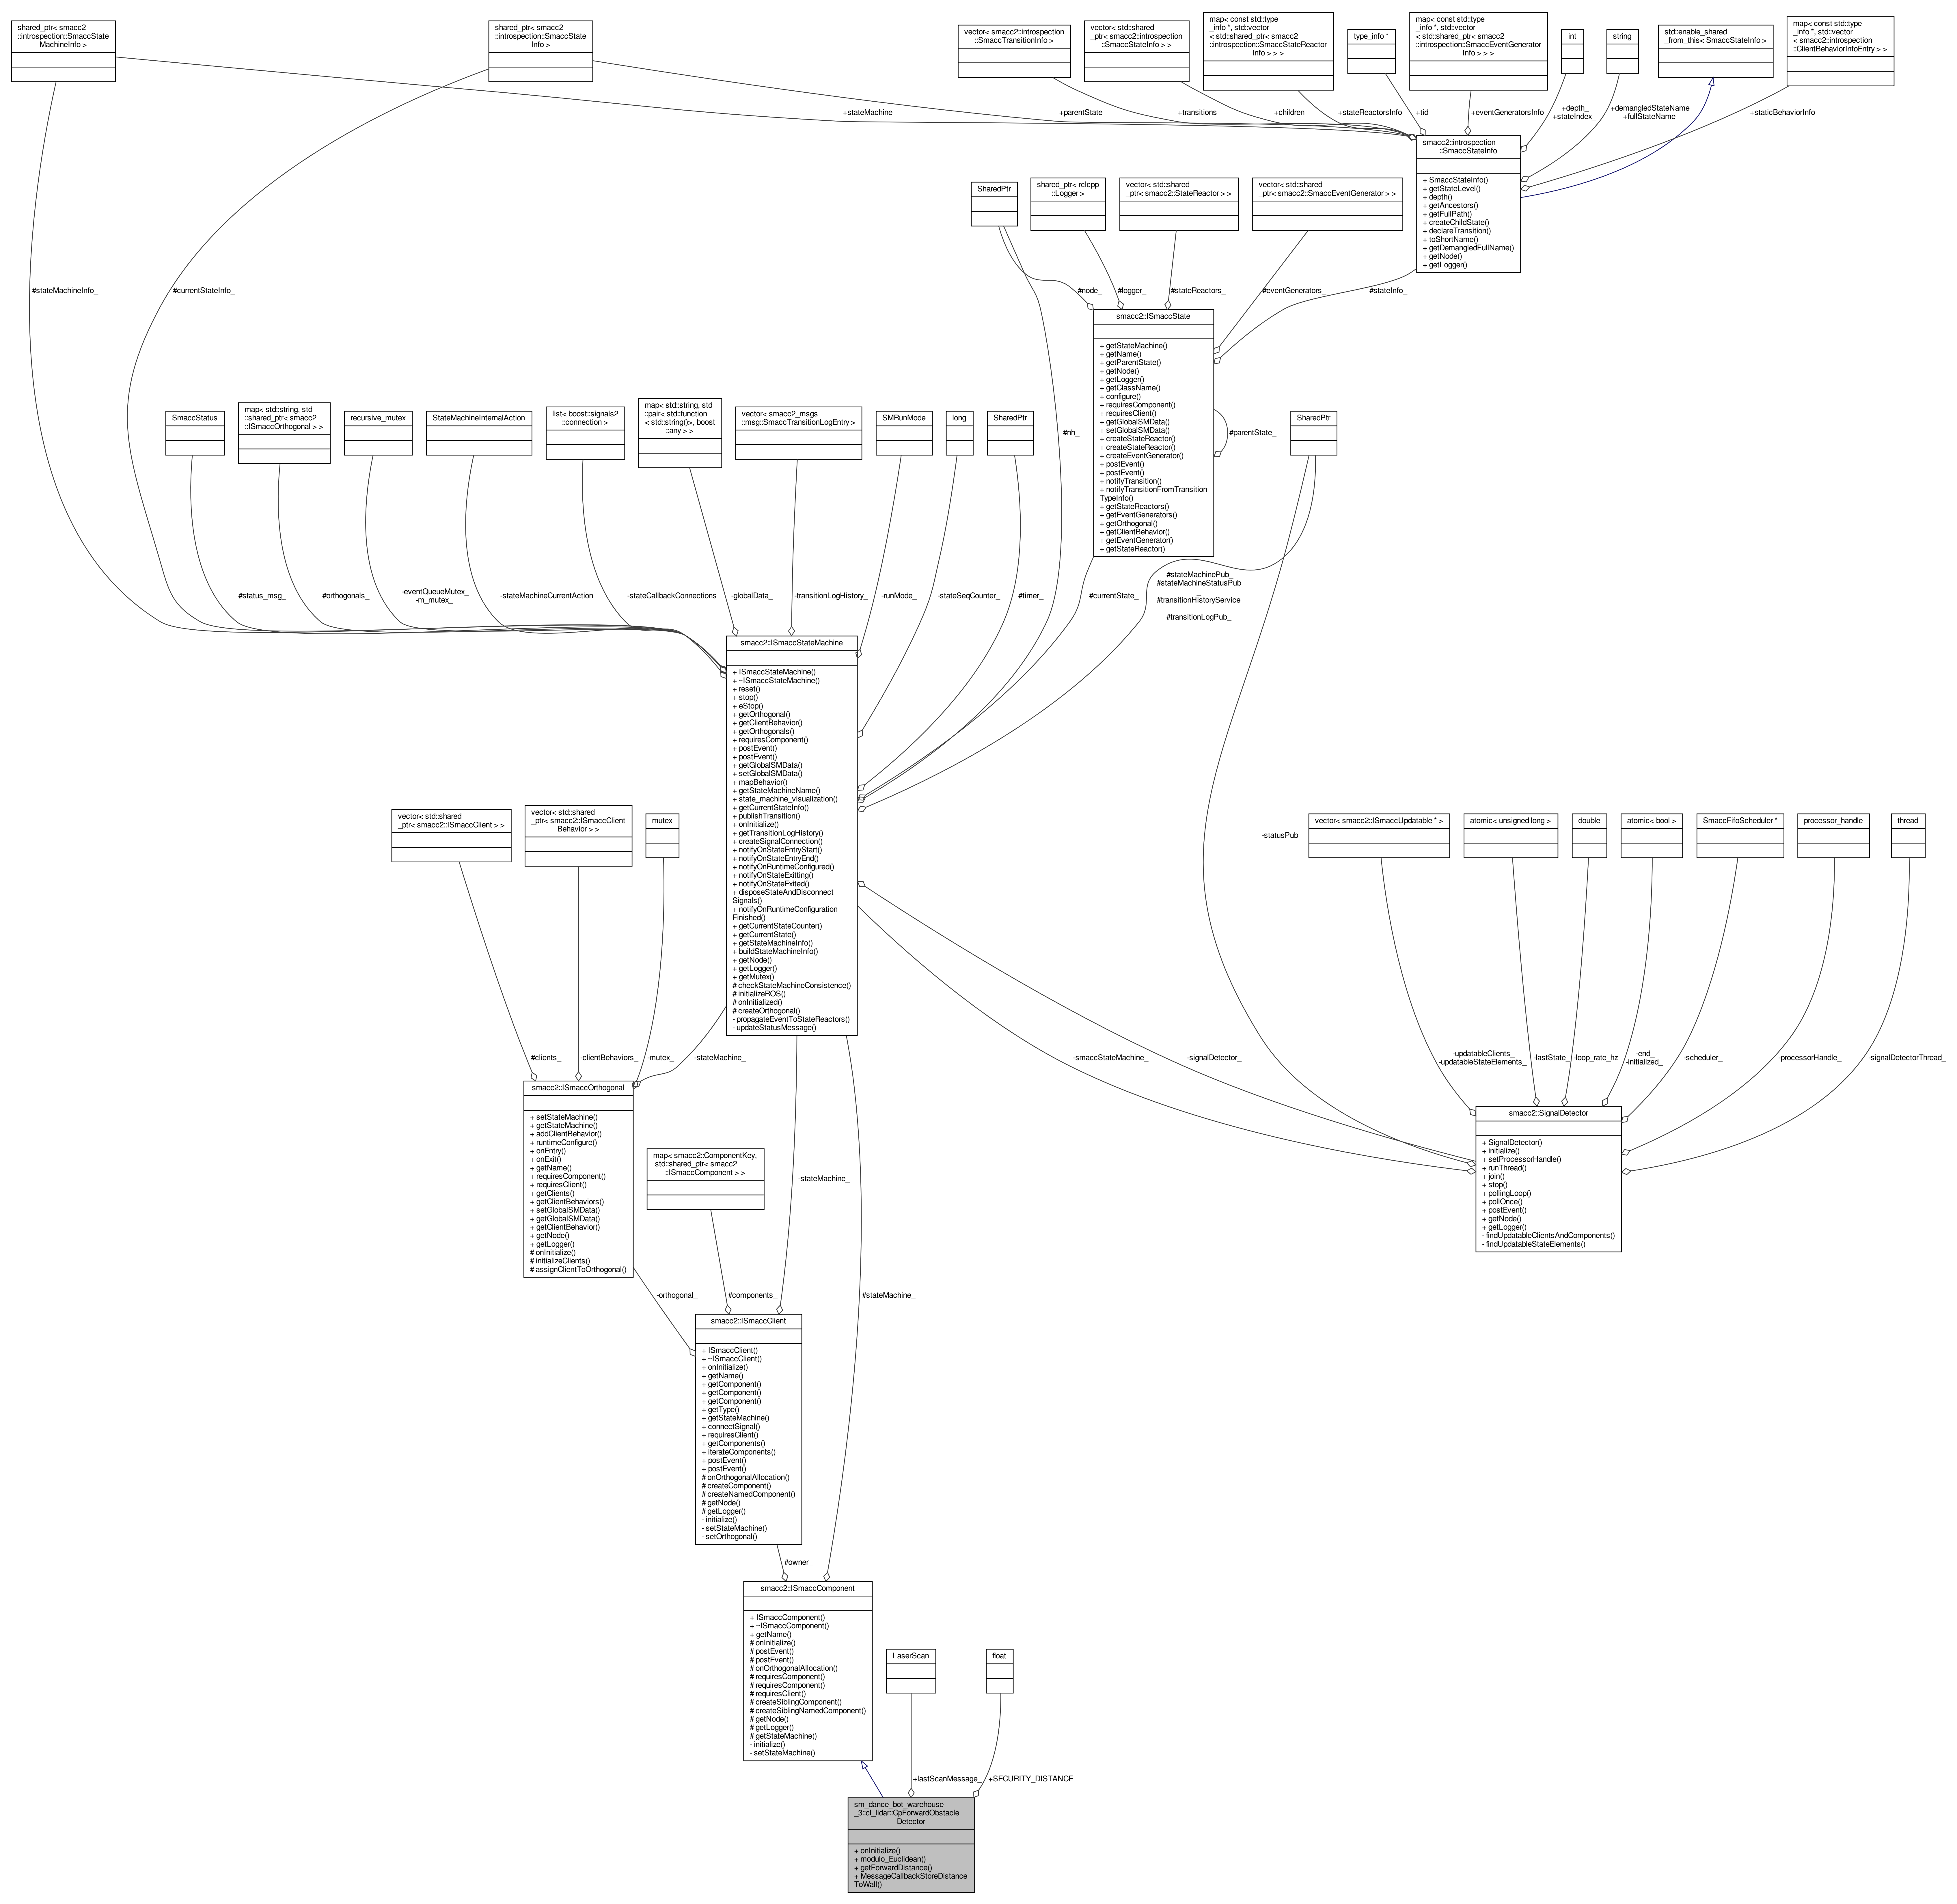 shared_ptr< smacc2
::introspection::SmaccState
MachineInfo >
shared_ptr< smacc2
::introspection::SmaccState
Info >
vector< smacc2::introspection
::SmaccTransitionInfo >
vector< std::shared
_ptr< smacc2::introspection
::SmaccStateInfo > >
map< const std::type
_info *, std::vector
< std::shared_ptr< smacc2
::introspection::SmaccStateReactor
Info > > >
type_info *
map< const std::type
_info *, std::vector
< std::shared_ptr< smacc2
::introspection::SmaccEventGenerator
Info > > >
int
string
std::enable_shared
_from_this< SmaccStateInfo >
map< const std::type
_info *, std::vector
< smacc2::introspection
::ClientBehaviorInfoEntry > >
+stateMachine_
+parentState_
+transitions_
+children_
+stateReactorsInfo
+tid_
+eventGeneratorsInfo
+depth_
+stateIndex_
+demangledStateName
+fullStateName
+staticBehaviorInfo
smacc2::introspection
::SmaccStateInfo
+ SmaccStateInfo()
+ getStateLevel()
+ depth()
+ getAncestors()
+ getFullPath()
+ createChildState()
+ declareTransition()
+ toShortName()
+ getDemangledFullName()
+ getNode()
+ getLogger()
SharedPtr
shared_ptr< rclcpp
::Logger >
vector< std::shared
_ptr< smacc2::StateReactor > >
vector< std::shared
_ptr< smacc2::SmaccEventGenerator > >
#stateMachineInfo_
#currentStateInfo_
#node_
#logger_
#stateReactors_
#eventGenerators_
#stateInfo_
smacc2::ISmaccState
+ getStateMachine()
+ getName()
+ getParentState()
+ getNode()
+ getLogger()
+ getClassName()
+ configure()
+ requiresComponent()
+ requiresClient()
+ getGlobalSMData()
+ setGlobalSMData()
+ createStateReactor()
+ createStateReactor()
+ createEventGenerator()
+ postEvent()
+ postEvent()
+ notifyTransition()
+ notifyTransitionFromTransition
TypeInfo()
+ getStateReactors()
+ getEventGenerators()
+ getOrthogonal()
+ getClientBehavior()
+ getEventGenerator()
+ getStateReactor()
#parentState_
#nh_
SmaccStatus
map< std::string, std
::shared_ptr< smacc2
::ISmaccOrthogonal > >
recursive_mutex
StateMachineInternalAction
list< boost::signals2
::connection >
map< std::string, std
::pair< std::function
< std::string()>, boost
::any > >
vector< smacc2_msgs
::msg::SmaccTransitionLogEntry >
SMRunMode
long
SharedPtr
SharedPtr
#status_msg_
#orthogonals_
-eventQueueMutex_
-m_mutex_
-stateMachineCurrentAction
-stateCallbackConnections
-globalData_
-transitionLogHistory_
-runMode_
-stateSeqCounter_
#timer_
#currentState_
#stateMachinePub_
#stateMachineStatusPub
_
#transitionHistoryService
_
#transitionLogPub_
smacc2::ISmaccStateMachine
+ ISmaccStateMachine()
+ ~ISmaccStateMachine()
+ reset()
+ stop()
+ eStop()
+ getOrthogonal()
+ getClientBehavior()
+ getOrthogonals()
+ requiresComponent()
+ postEvent()
+ postEvent()
+ getGlobalSMData()
+ setGlobalSMData()
+ mapBehavior()
+ getStateMachineName()
+ state_machine_visualization()
+ getCurrentStateInfo()
+ publishTransition()
+ onInitialize()
+ getTransitionLogHistory()
+ createSignalConnection()
+ notifyOnStateEntryStart()
+ notifyOnStateEntryEnd()
+ notifyOnRuntimeConfigured()
+ notifyOnStateExitting()
+ notifyOnStateExited()
+ disposeStateAndDisconnect
Signals()
+ notifyOnRuntimeConfiguration
Finished()
+ getCurrentStateCounter()
+ getCurrentState()
+ getStateMachineInfo()
+ buildStateMachineInfo()
+ getNode()
+ getLogger()
+ getMutex()
# checkStateMachineConsistence()
# initializeROS()
# onInitialized()
# createOrthogonal()
- propagateEventToStateReactors()
- updateStatusMessage()
vector< std::shared
_ptr< smacc2::ISmaccClient > >
vector< std::shared
_ptr< smacc2::ISmaccClient
Behavior > >
mutex
-statusPub_
vector< smacc2::ISmaccUpdatable * >
atomic< unsigned long >
double
atomic< bool >
SmaccFifoScheduler *
processor_handle
thread
#clients_
-clientBehaviors_
-mutex_
-stateMachine_
-smaccStateMachine_
-signalDetector_
-updatableClients_
-updatableStateElements_
-lastState_
-loop_rate_hz
-end_
-initialized_
-scheduler_
-processorHandle_
-signalDetectorThread_
smacc2::ISmaccOrthogonal
+ setStateMachine()
+ getStateMachine()
+ addClientBehavior()
+ runtimeConfigure()
+ onEntry()
+ onExit()
+ getName()
+ requiresComponent()
+ requiresClient()
+ getClients()
+ getClientBehaviors()
+ setGlobalSMData()
+ getGlobalSMData()
+ getClientBehavior()
+ getNode()
+ getLogger()
# onInitialize()
# initializeClients()
# assignClientToOrthogonal()
smacc2::SignalDetector
+ SignalDetector()
+ initialize()
+ setProcessorHandle()
+ runThread()
+ join()
+ stop()
+ pollingLoop()
+ pollOnce()
+ postEvent()
+ getNode()
+ getLogger()
- findUpdatableClientsAndComponents()
- findUpdatableStateElements()
map< smacc2::ComponentKey,
std::shared_ptr< smacc2
::ISmaccComponent > >
-stateMachine_
-orthogonal_
#components_
#stateMachine_
smacc2::ISmaccClient
+ ISmaccClient()
+ ~ISmaccClient()
+ onInitialize()
+ getName()
+ getComponent()
+ getComponent()
+ getComponent()
+ getType()
+ getStateMachine()
+ connectSignal()
+ requiresClient()
+ getComponents()
+ iterateComponents()
+ postEvent()
+ postEvent()
# onOrthogonalAllocation()
# createComponent()
# createNamedComponent()
# getNode()
# getLogger()
- initialize()
- setStateMachine()
- setOrthogonal()
#owner_
smacc2::ISmaccComponent
+ ISmaccComponent()
+ ~ISmaccComponent()
+ getName()
# onInitialize()
# postEvent()
# postEvent()
# onOrthogonalAllocation()
# requiresComponent()
# requiresComponent()
# requiresClient()
# createSiblingComponent()
# createSiblingNamedComponent()
# getNode()
# getLogger()
# getStateMachine()
- initialize()
- setStateMachine()
LaserScan
float
+lastScanMessage_
+SECURITY_DISTANCE
sm_dance_bot_warehouse
_3::cl_lidar::CpForwardObstacle
Detector
+ onInitialize()
+ modulo_Euclidean()
+ getForwardDistance()
+ MessageCallbackStoreDistance
ToWall()